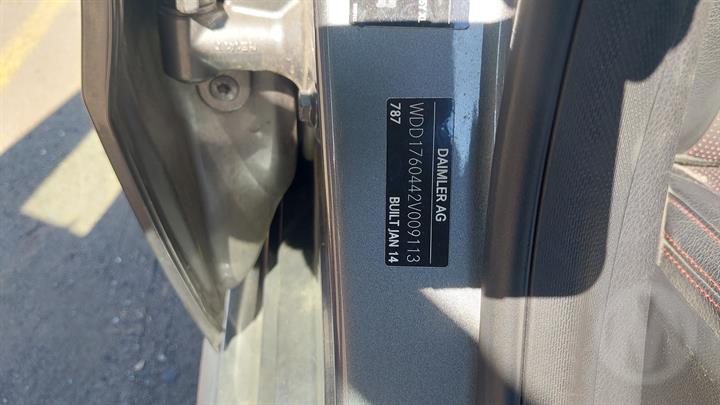 DAIMLER AG
WDD1760442V009113
787 BUILT JAN 14